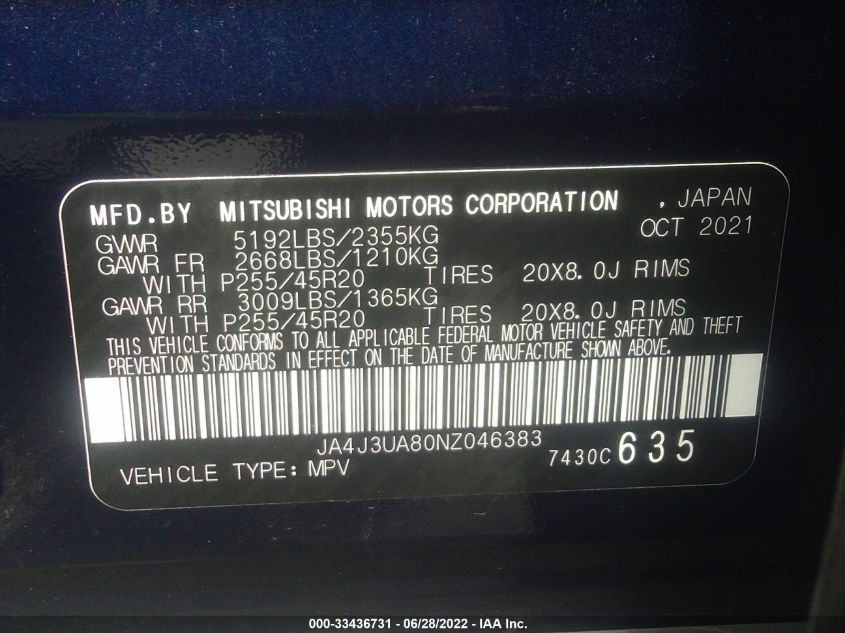 MFD.BY MITSUBISHI MOTORS CORPORATION , JAPAN
OCT 2021
GVWR 5192LBS/2355KG
GAWR FR 2668LBS/1210KG
WITH P255/45R20 TIRES 20X8.0J RIMS
GAWR RR 3009LBS/1365KG
WITH P255/45R20 TIRES 20X8.0J RIMS
THIS VEHICLE CONFORMS TO ALL APPLICABLE FEDERAL MOTOR VEHICLE SAFETY AND THEFT
PREVENTION STANDARDS IN EFFECT ON THE DATE OF MANUFACTURE SHOWN ABOVE.
JA4J3UA80NZ046383
VEHICLE TYPE: MPV 7430C 635
000-33436731 - 06/28/2022 - IAA Inc.